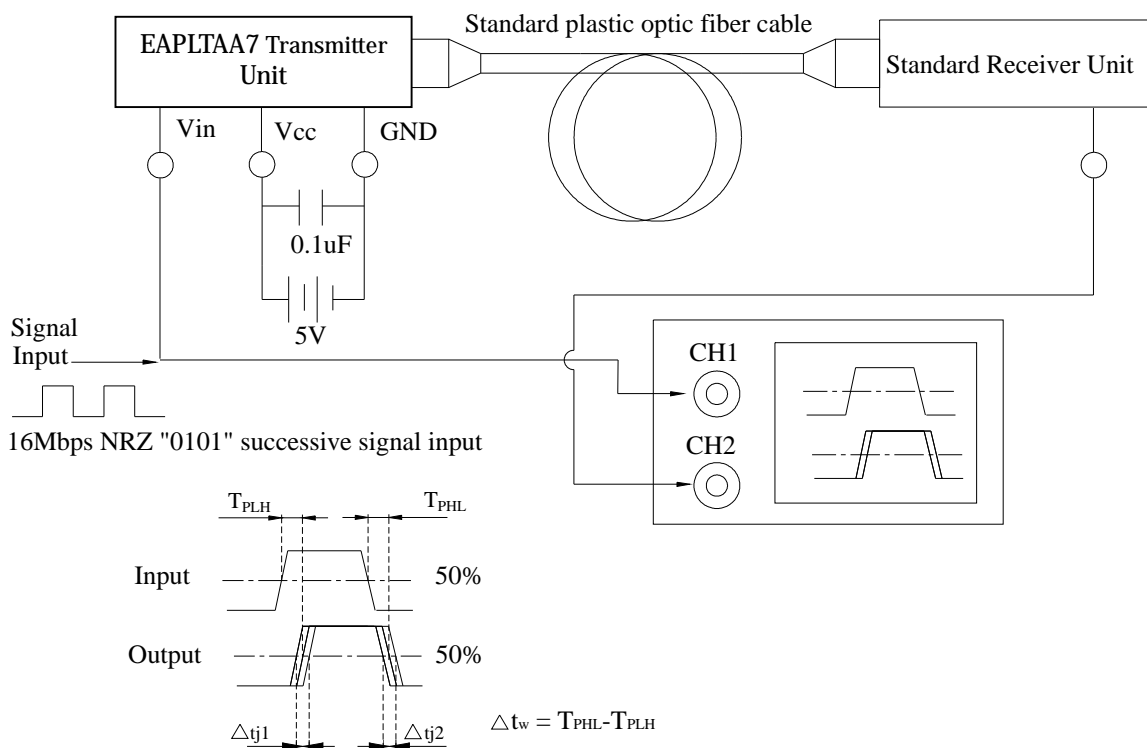 Standard plastic optic fiber cable
EAPLTAA7 Transmitter
Unit
Standard Receiver Unit
Vin
Vcc
GND
0.1uF
5V
Signal
Input
CH1
CH2
16Mbps NRZ "0101" successive signal input
TPLH
TPHL
Input
50%
Output
50%
△tj1
△tj2
△tw = TPHL-TPLH